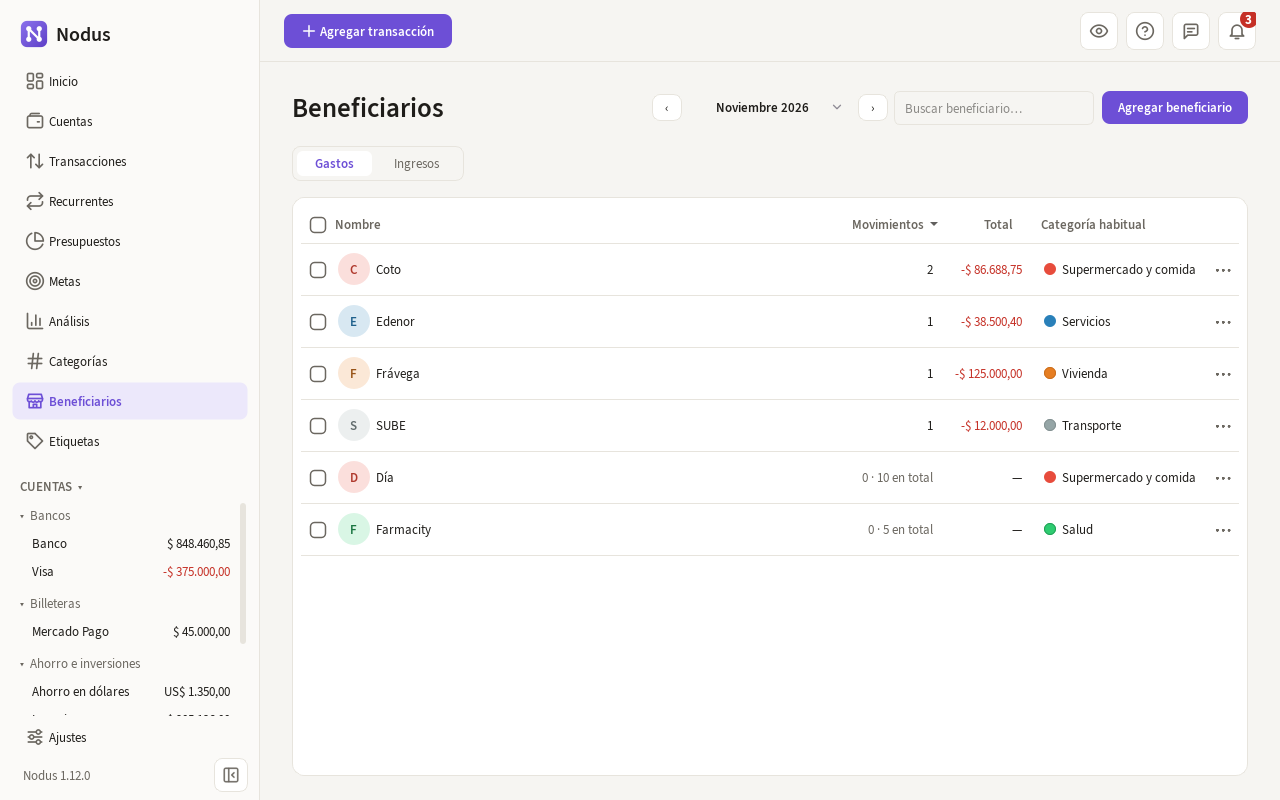 Nodus
Inicio
Cuentas
Transacciones
Recurrentes
Presupuestos
Metas
Análisis
Categorías
Beneficiarios
Etiquetas
CUENTAS
Bancos
Banco $ 848.460,85
Visa -$ 375.000,00
Billeteras
Mercado Pago $ 45.000,00
Ahorro e inversiones
Ahorro en dólares US$ 1.350,00
Ajustes
Nodus 1.12.0
Agregar transacción
3
Beneficiarios
Noviembre 2026
Buscar beneficiario…
Agregar beneficiario
Gastos Ingresos
Nombre Movimientos Total Categoría habitual
C Coto 2 -$ 86.688,75 Supermercado y comida
E Edenor 1 -$ 38.500,40 Servicios
F Frávega 1 -$ 125.000,00 Vivienda
S SUBE 1 -$ 12.000,00 Transporte
D Día 0 · 10 en total — Supermercado y comida
F Farmacity 0 · 5 en total — Salud